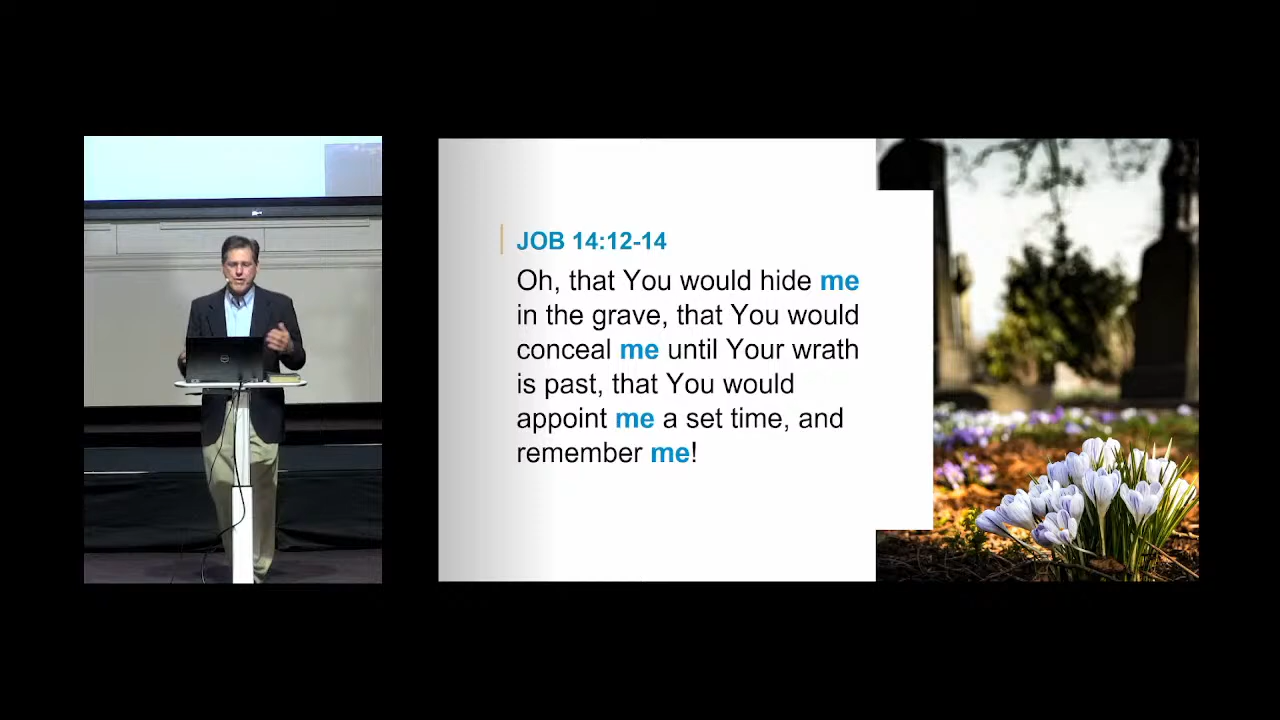 JOB 14:12-14
Oh, that You would hide me
in the grave, that You would
conceal me until Your wrath
is past, that You would
appoint me a set time, and
remember me!